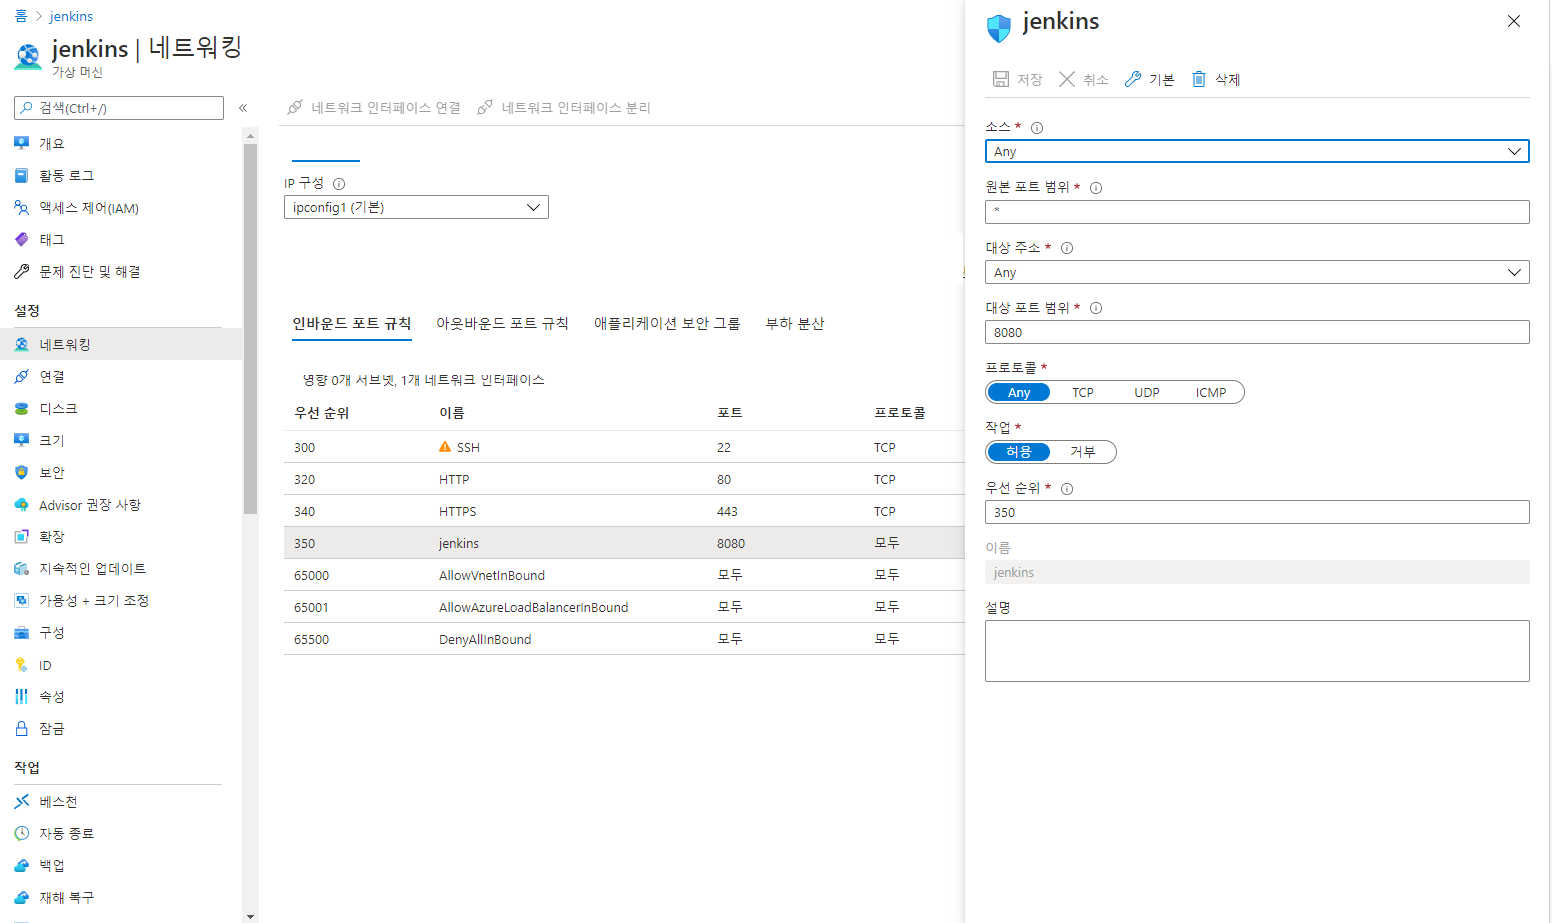 홈 > jenkins
jenkins | 네트워킹
가상 머신
검색(Ctrl+/)
«
개요
활동 로그
액세스 제어(IAM)
태그
문제 진단 및 해결
설정
네트워킹
연결
디스크
크기
보안
Advisor 권장 사항
확장
지속적인 업데이트
가용성 + 크기 조정
구성
ID
속성
잠금
작업
베스천
자동 종료
백업
재해 복구
네트워크 인터페이스 연결 네트워크 인터페이스 분리
IP 구성
ipconfig1 (기본)
인바운드 포트 규칙 아웃바운드 포트 규칙 애플리케이션 보안 그룹 부하 분산
영향 0개 서브넷, 1개 네트워크 인터페이스
우선 순위 이름 포트 프로토콜
300 SSH 22 TCP
320 HTTP 80 TCP
340 HTTPS 443 TCP
350 jenkins 8080 모두
65000 AllowVnetInBound 모두 모두
65001 AllowAzureLoadBalancerInBound 모두 모두
65500 DenyAllInBound 모두 모두
jenkins
저장 취소 기본 삭제
소스 *
Any
원본 포트 범위 *
*
대상 주소 *
Any
대상 포트 범위 *
8080
프로토콜 *
Any TCP UDP ICMP
작업 *
허용 거부
우선 순위 *
350
이름
jenkins
설명